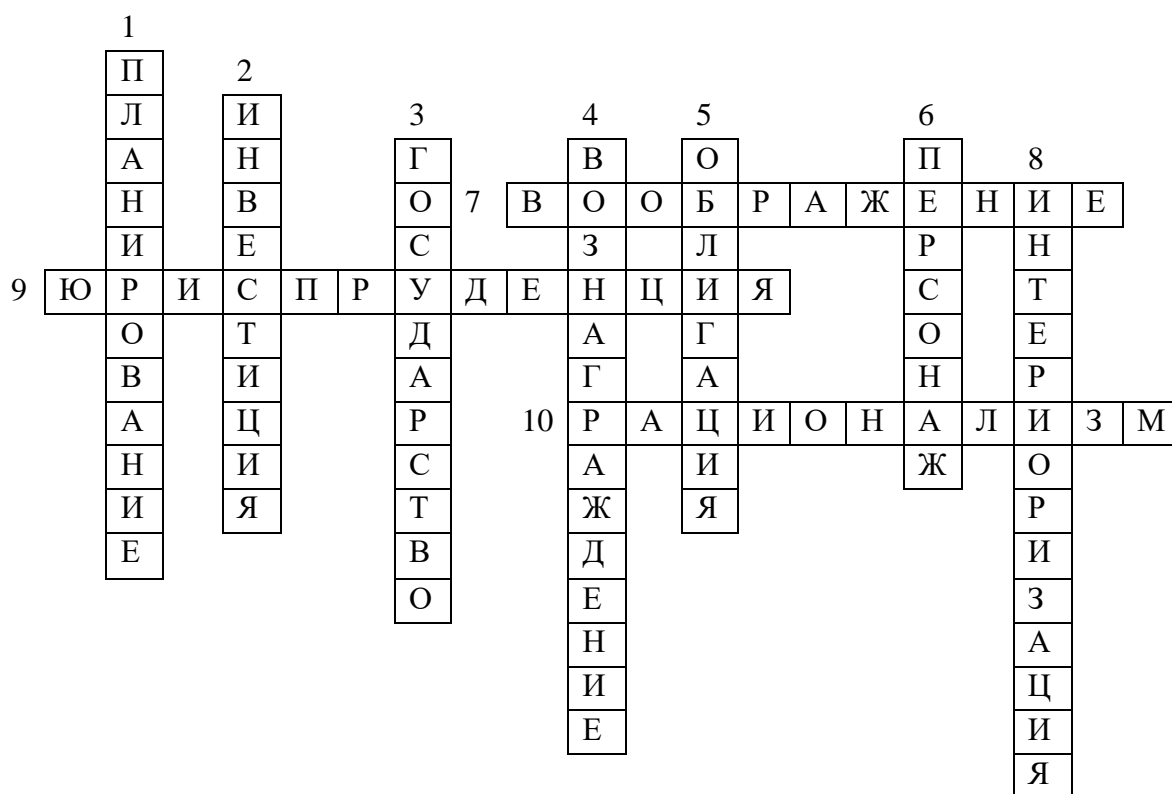 1
П 2
Л И 3 4 5 6
А Н Г В О П 8
Н В О 7 В О О Б Р А Ж Е Н И Е
И Е С З Л Р Н
9 Ю Р И С П Р У Д Е Н Ц И Я С Т
О Т Д А Г О Е
В И А Г А Н Р
А Ц Р 10 Р А Ц И О Н А Л И З М
Н И С А И Ж О
И Я Т Ж Я Р
Е В Д И
О Е З
Н А
И Ц
Е И
Я